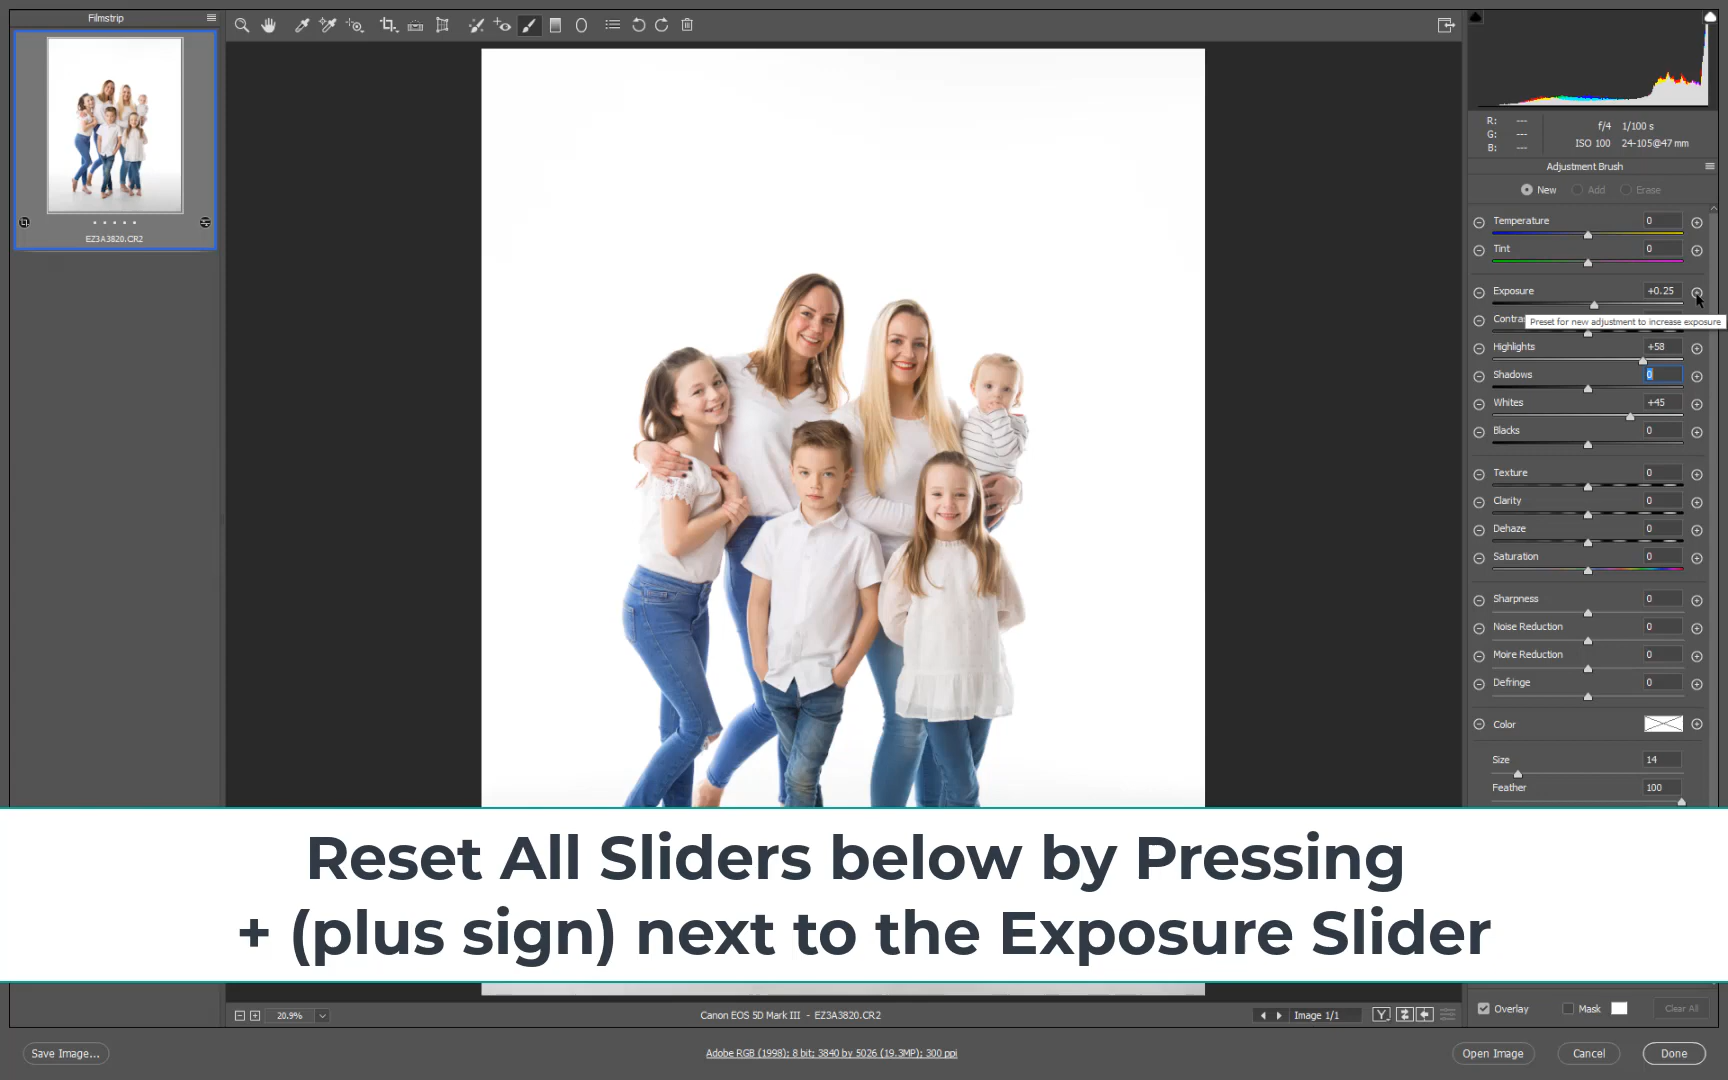 Filmstrip
EZ3A3820.CR2
R: ---
G: ---
B: ---
f/4 1/100 s
ISO 100 24-105@47 mm
Adjustment Brush
New Add Erase
Temperature 0
Tint 0
Exposure +0.25
Preset for new adjustment to increase exposure
Highlights +58
Shadows 0
Whites +45
Blacks 0
Texture 0
Clarity 0
Dehaze 0
Saturation 0
Sharpness 0
Noise Reduction 0
Moire Reduction 0
Defringe 0
Color
Size 14
Feather 100
Reset All Sliders below by Pressing
+ (plus sign) next to the Exposure Slider
Overlay Mask Clear All
20.9%
Canon EOS 5D Mark III - EZ3A3820.CR2
Image 1/1
Y
Save Image...
Adobe RGB (1998); 8 bit; 3840 by 5026 (19.3MP); 300 ppi
Open Image Cancel Done